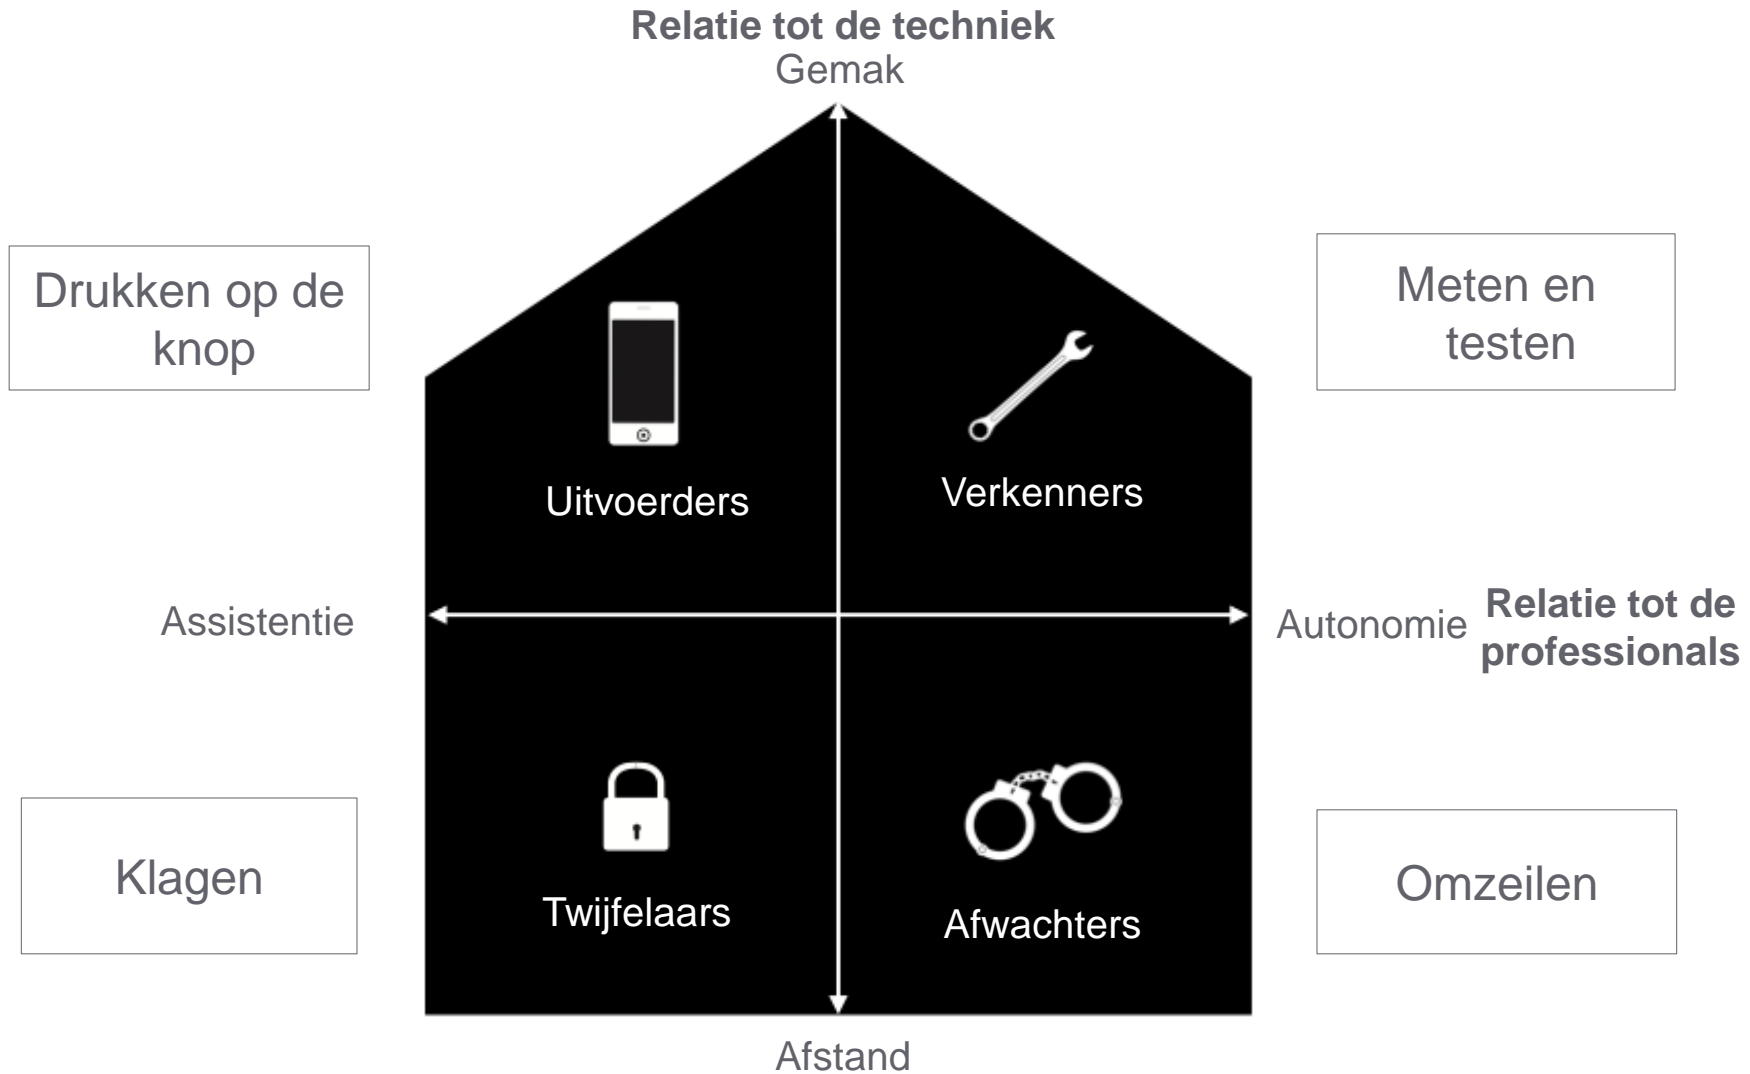 Relatie tot de techniek
Gemak
Drukken op de
knop
Meten en
testen
Uitvoerders
Verkenners
Assistentie
Autonomie
Relatie tot de
professionals
Klagen
Twijfelaars
Afwachters
Omzeilen
Afstand